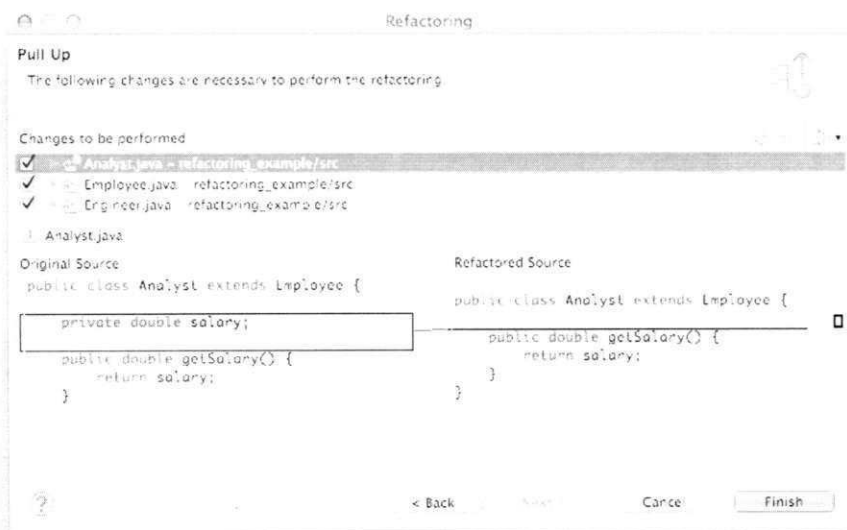 Refactoring
Pull Up
The following changes are necessary to perform the refactoring
Changes to be performed
Analyst.java – refactoring_example/src
Employee.java refactoring_example/src
Engineer.java refactoring_example/src
Analyst.java
Original Source
Refactored Source
public class Analyst extends Employee {
private double salary;
public double getSalary() {
return salary;
}
public class Analyst extends Employee {
public double getSalary() {
return salary;
}
}
?
< Back
Next
Cancel
Finish